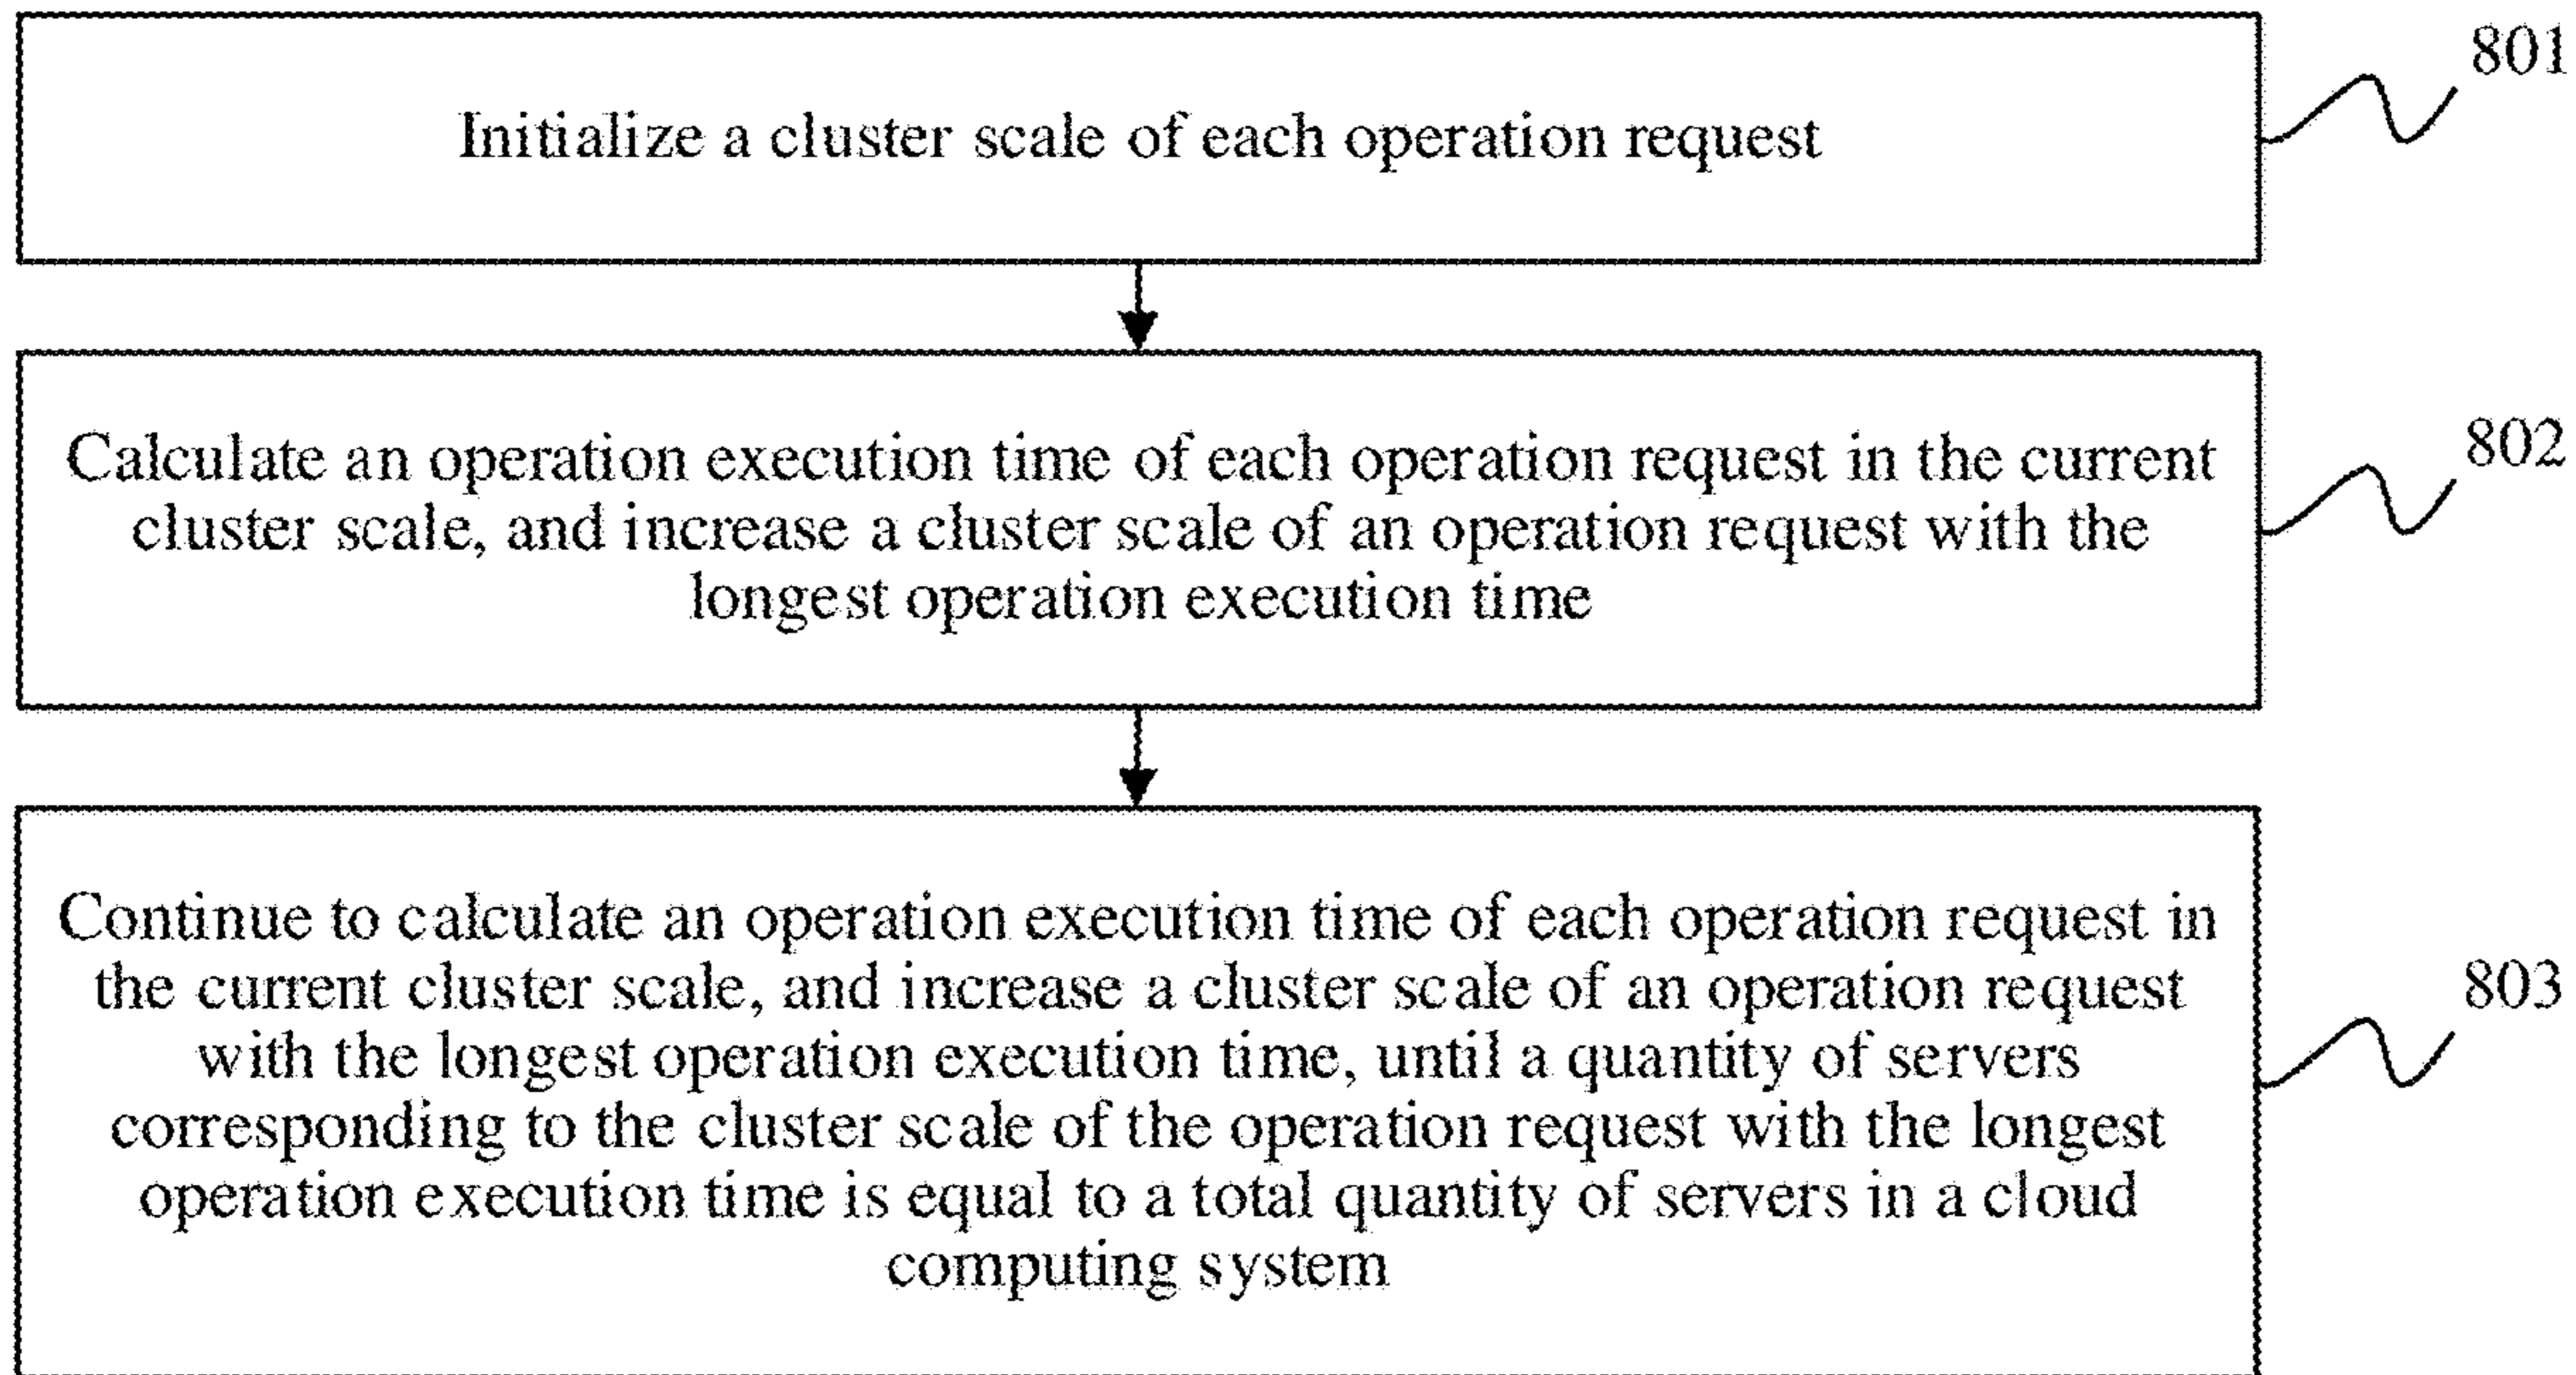 Initialize a cluster scale of each operation request
801
Calculate an operation execution time of each operation request in the current
cluster scale, and increase a cluster scale of an operation request with the
longest operation execution time
802
Continue to calculate an operation execution time of each operation request in
the current cluster scale, and increase a cluster scale of an operation request
with the longest operation execution time, until a quantity of servers
corresponding to the cluster scale of the operation request with the longest
operation execution time is equal to a total quantity of servers in a cloud
computing system
803